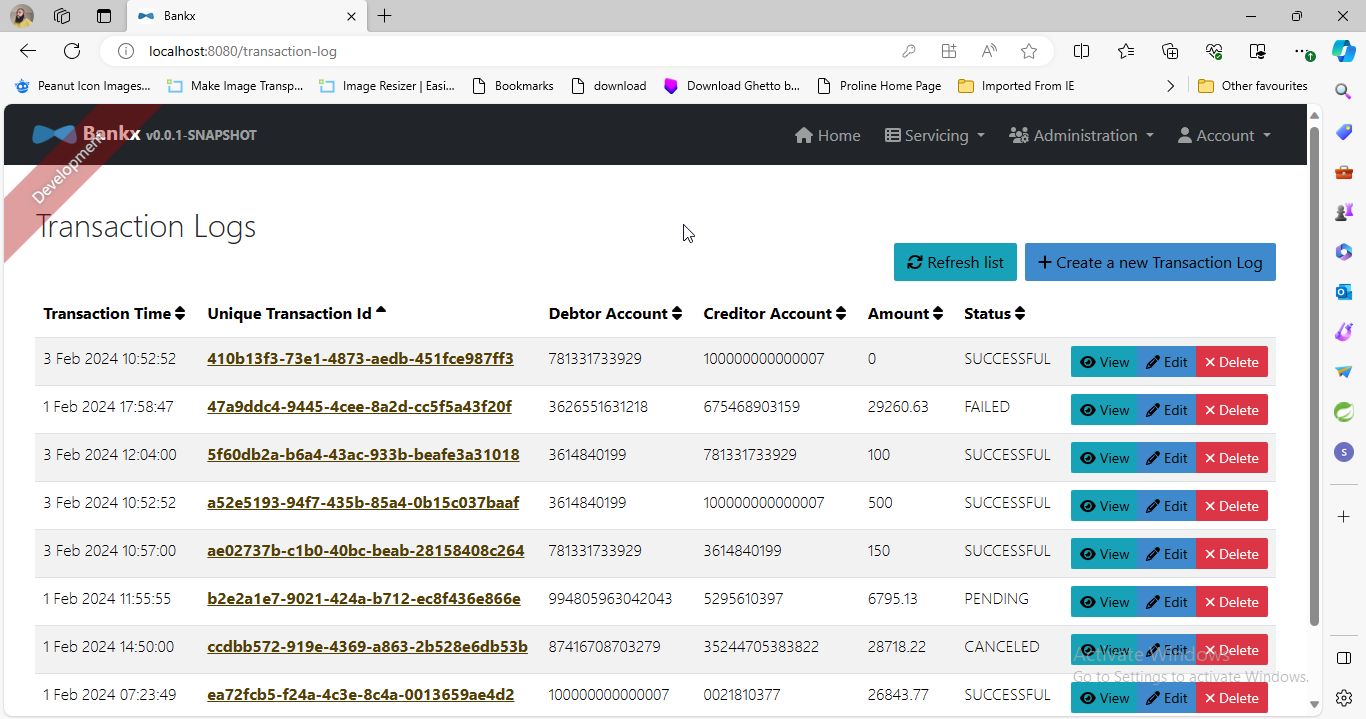 Bankx
localhost:8080/transaction-log
Peanut Icon Images... Make Image Transp... Image Resizer | Easi... Bookmarks download Download Ghetto b... Proline Home Page Imported From IE Other favourites
Bankx v0.0.1-SNAPSHOT Home Servicing Administration Account
Development
Transaction Logs
Refresh list + Create a new Transaction Log
Transaction Time Unique Transaction Id Debtor Account Creditor Account Amount Status
3 Feb 2024 10:52:52 410b13f3-73e1-4873-aedb-451fce987ff3 781331733929 100000000000007 0 SUCCESSFUL View Edit Delete
1 Feb 2024 17:58:47 47a9ddc4-9445-4cee-8a2d-cc5f5a43f20f 3626551631218 675468903159 29260.63 FAILED View Edit Delete
3 Feb 2024 12:04:00 5f60db2a-b6a4-43ac-933b-beafe3a31018 3614840199 781331733929 100 SUCCESSFUL View Edit Delete
3 Feb 2024 10:52:52 a52e5193-94f7-435b-85a4-0b15c037baaf 3614840199 100000000000007 500 SUCCESSFUL View Edit Delete
3 Feb 2024 10:57:00 ae02737b-c1b0-40bc-beab-28158408c264 781331733929 3614840199 150 SUCCESSFUL View Edit Delete
1 Feb 2024 11:55:55 b2e2a1e7-9021-424a-b712-ec8f436e866e 994805963042043 5295610397 6795.13 PENDING View Edit Delete
1 Feb 2024 14:50:00 ccdbb572-919e-4369-a863-2b528e6db53b 87416708703279 35244705383822 28718.22 CANCELED View Edit Delete
Activate Windows
Go to Settings to activate Windows.
1 Feb 2024 07:23:49 ea72fcb5-f24a-4c3e-8c4a-0013659ae4d2 100000000000007 0021810377 26843.77 SUCCESSFUL View Edit Delete
S